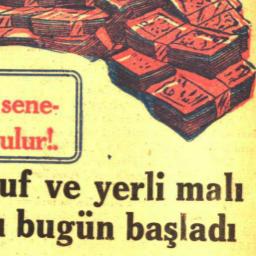 sene-
ulur!.
uf ve yerli malı
ı bugün başladı